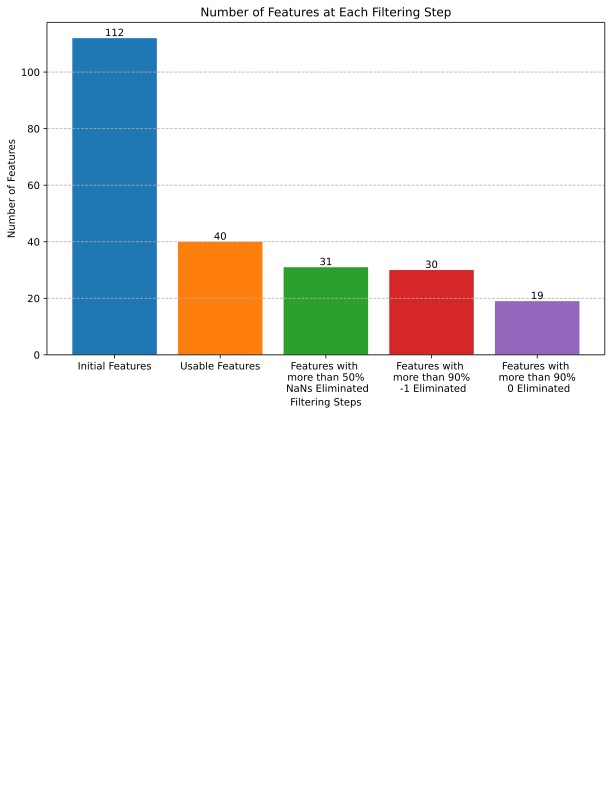 Number of Features at Each Filtering Step
Number of Features
100
80
60
40
20
0
112
40
31
30
19
Initial Features
Usable Features
Features with
more than 50%
NaNs Eliminated
Features with
more than 90%
-1 Eliminated
Features with
more than 90%
0 Eliminated
Filtering Steps